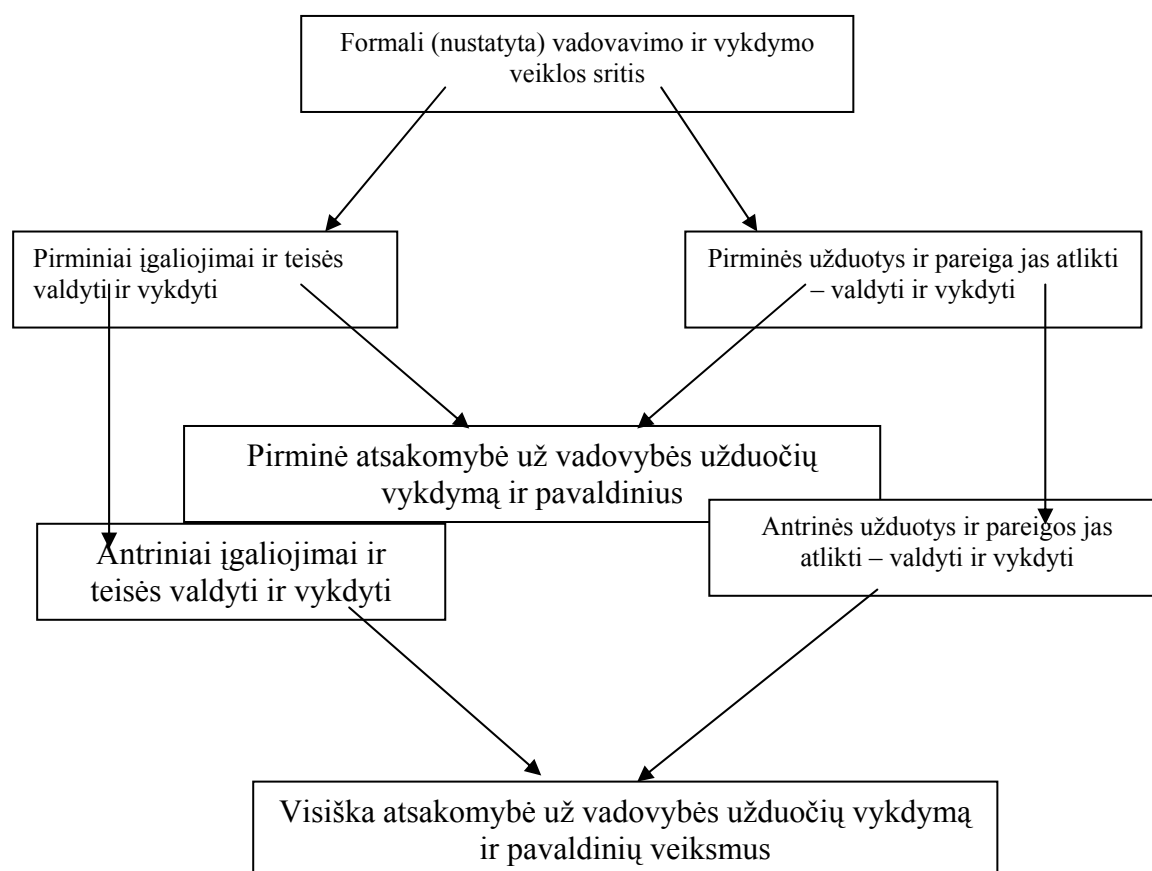 Formali (nustatyta) vadovavimo ir vykdymo
veiklos sritis
Pirminiai įgaliojimai ir teisės
valdyti ir vykdyti
Pirminės užduotys ir pareiga jas atlikti
– valdyti ir vykdyti
Pirminė atsakomybė už vadovybės užduočių
vykdymą ir pavaldinius
Antriniai įgaliojimai ir
teisės valdyti ir vykdyti
Antrinės užduotys ir pareigos jas
atlikti – valdyti ir vykdyti
Visiška atsakomybė už vadovybės užduočių vykdymą
ir pavaldinių veiksmus